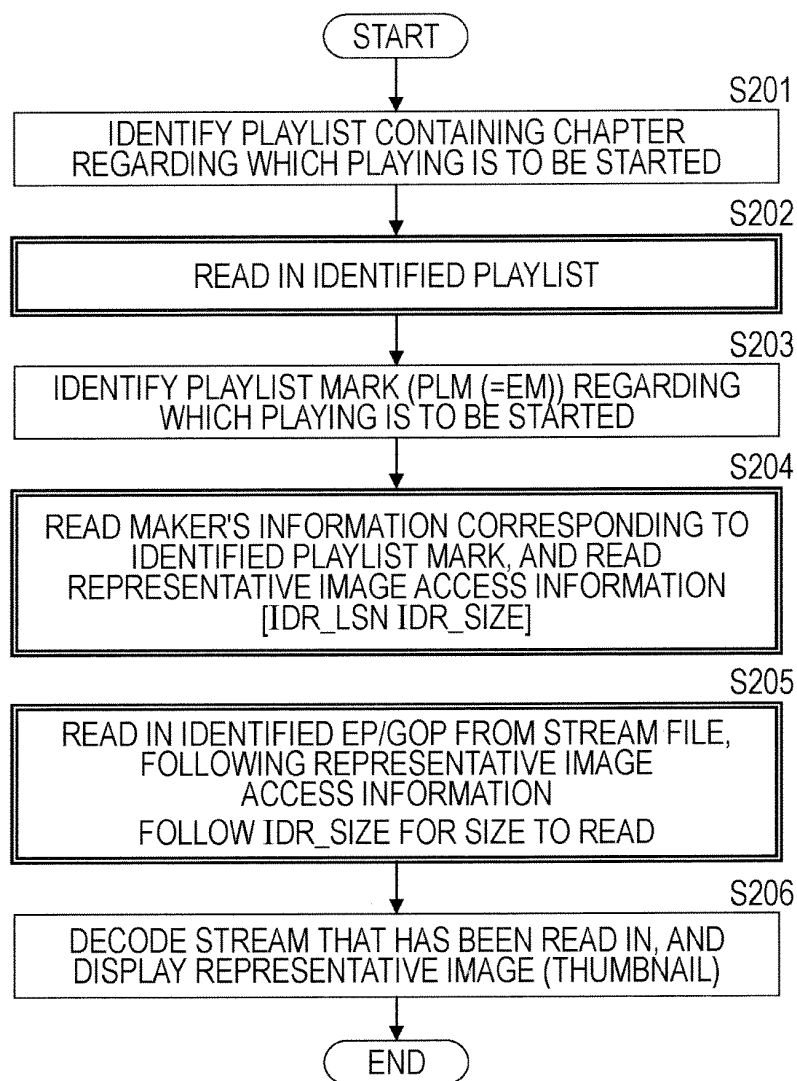 START
S201
IDENTIFY PLAYLIST CONTAINING CHAPTER
REGARDING WHICH PLAYING IS TO BE STARTED
S202
READ IN IDENTIFIED PLAYLIST
S203
IDENTIFY PLAYLIST MARK (PLM (=EM)) REGARDING
WHICH PLAYING IS TO BE STARTED
S204
READ MAKER'S INFORMATION CORRESPONDING TO
IDENTIFIED PLAYLIST MARK, AND READ
REPRESENTATIVE IMAGE ACCESS INFORMATION
[IDR_LSN IDR_SIZE]
S205
READ IN IDENTIFIED EP/GOP FROM STREAM FILE,
FOLLOWING REPRESENTATIVE IMAGE
ACCESS INFORMATION
FOLLOW IDR_SIZE FOR SIZE TO READ
S206
DECODE STREAM THAT HAS BEEN READ IN, AND
DISPLAY REPRESENTATIVE IMAGE (THUMBNAIL)
END